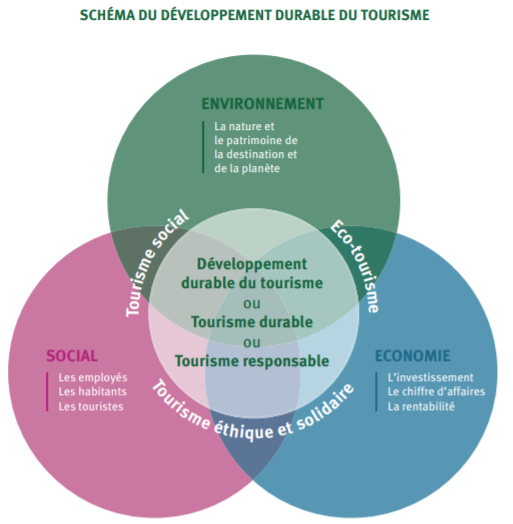 SCHÉMA DU DÉVELOPPEMENT DURABLE DU TOURISME
ENVIRONNEMENT
La nature et
le patrimoine de
la destination et
de la planète
Tourisme social
Eco-tourisme
Développement
durable du tourisme
ou
Tourisme durable
ou
Tourisme responsable
SOCIAL
Les employés
Les habitants
Les touristes
ECONOMIE
L'investissement
Le chiffre d'affaires
La rentabilité
Tourisme éthique et solidaire